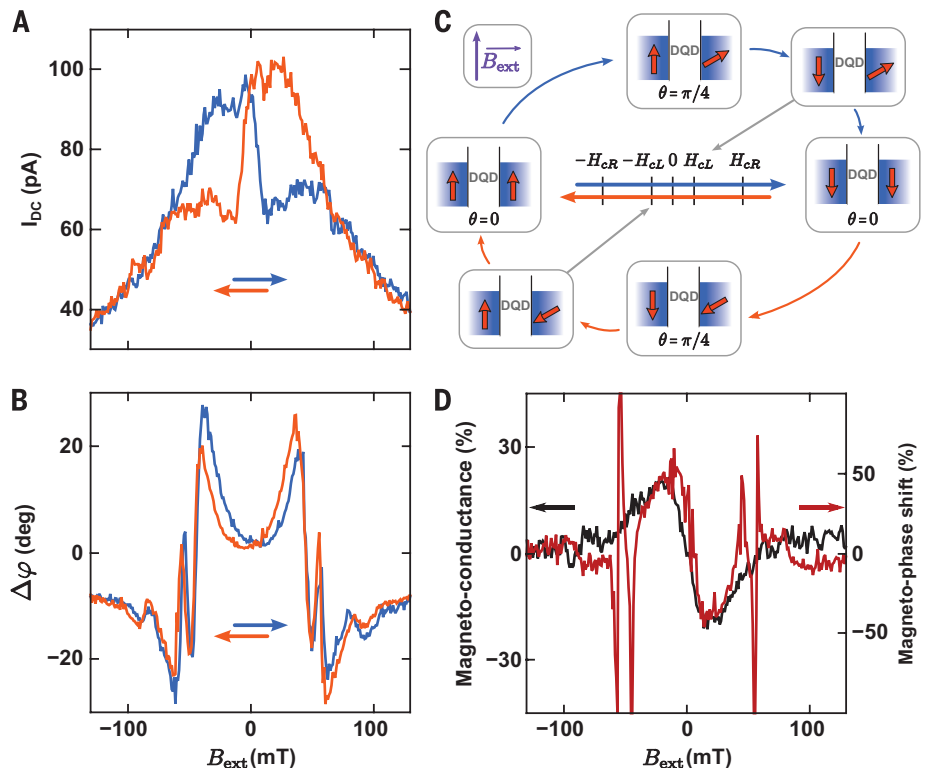 A
I_DC (pA)
100
80
60
40
B
Δφ (deg)
20
0
−20
−100
0
100
B_ext (mT)
C
B_ext
DQD
θ = π/4
DQD
DQD
θ = 0
−H_cR
−H_cL
0
H_cL
H_cR
DQD
θ = 0
DQD
DQD
θ = π/4
D
Magneto-conductance (%)
30
0
−30
50
0
−50
Magneto-phase shift (%)
−100
0
100
B_ext (mT)